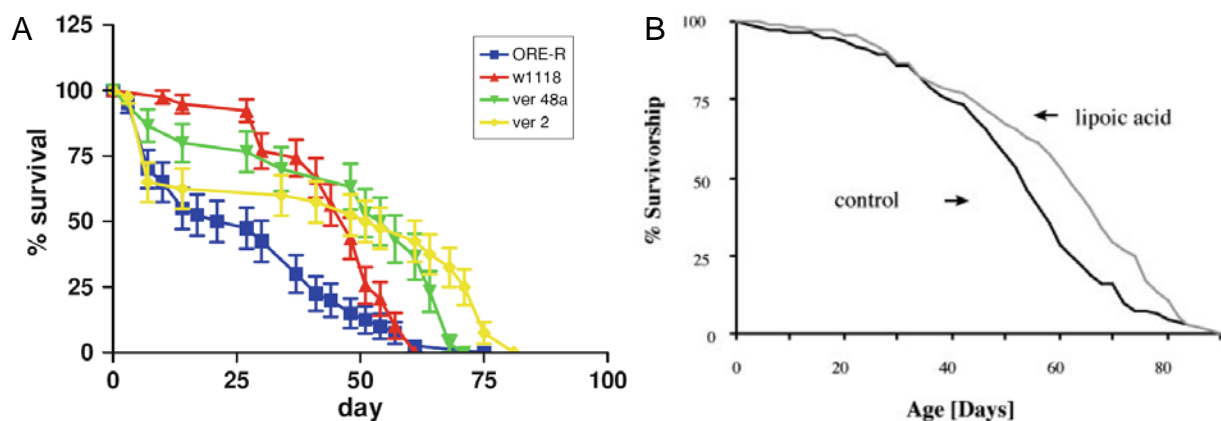 A
125
100
75
50
25
0
% survival
0 25 50 75 100
day
ORE-R
w1118
ver 48a
ver 2
B
100
75
50
25
0
% Survivorship
lipoic acid
control
0 20 40 60 80
Age [Days]